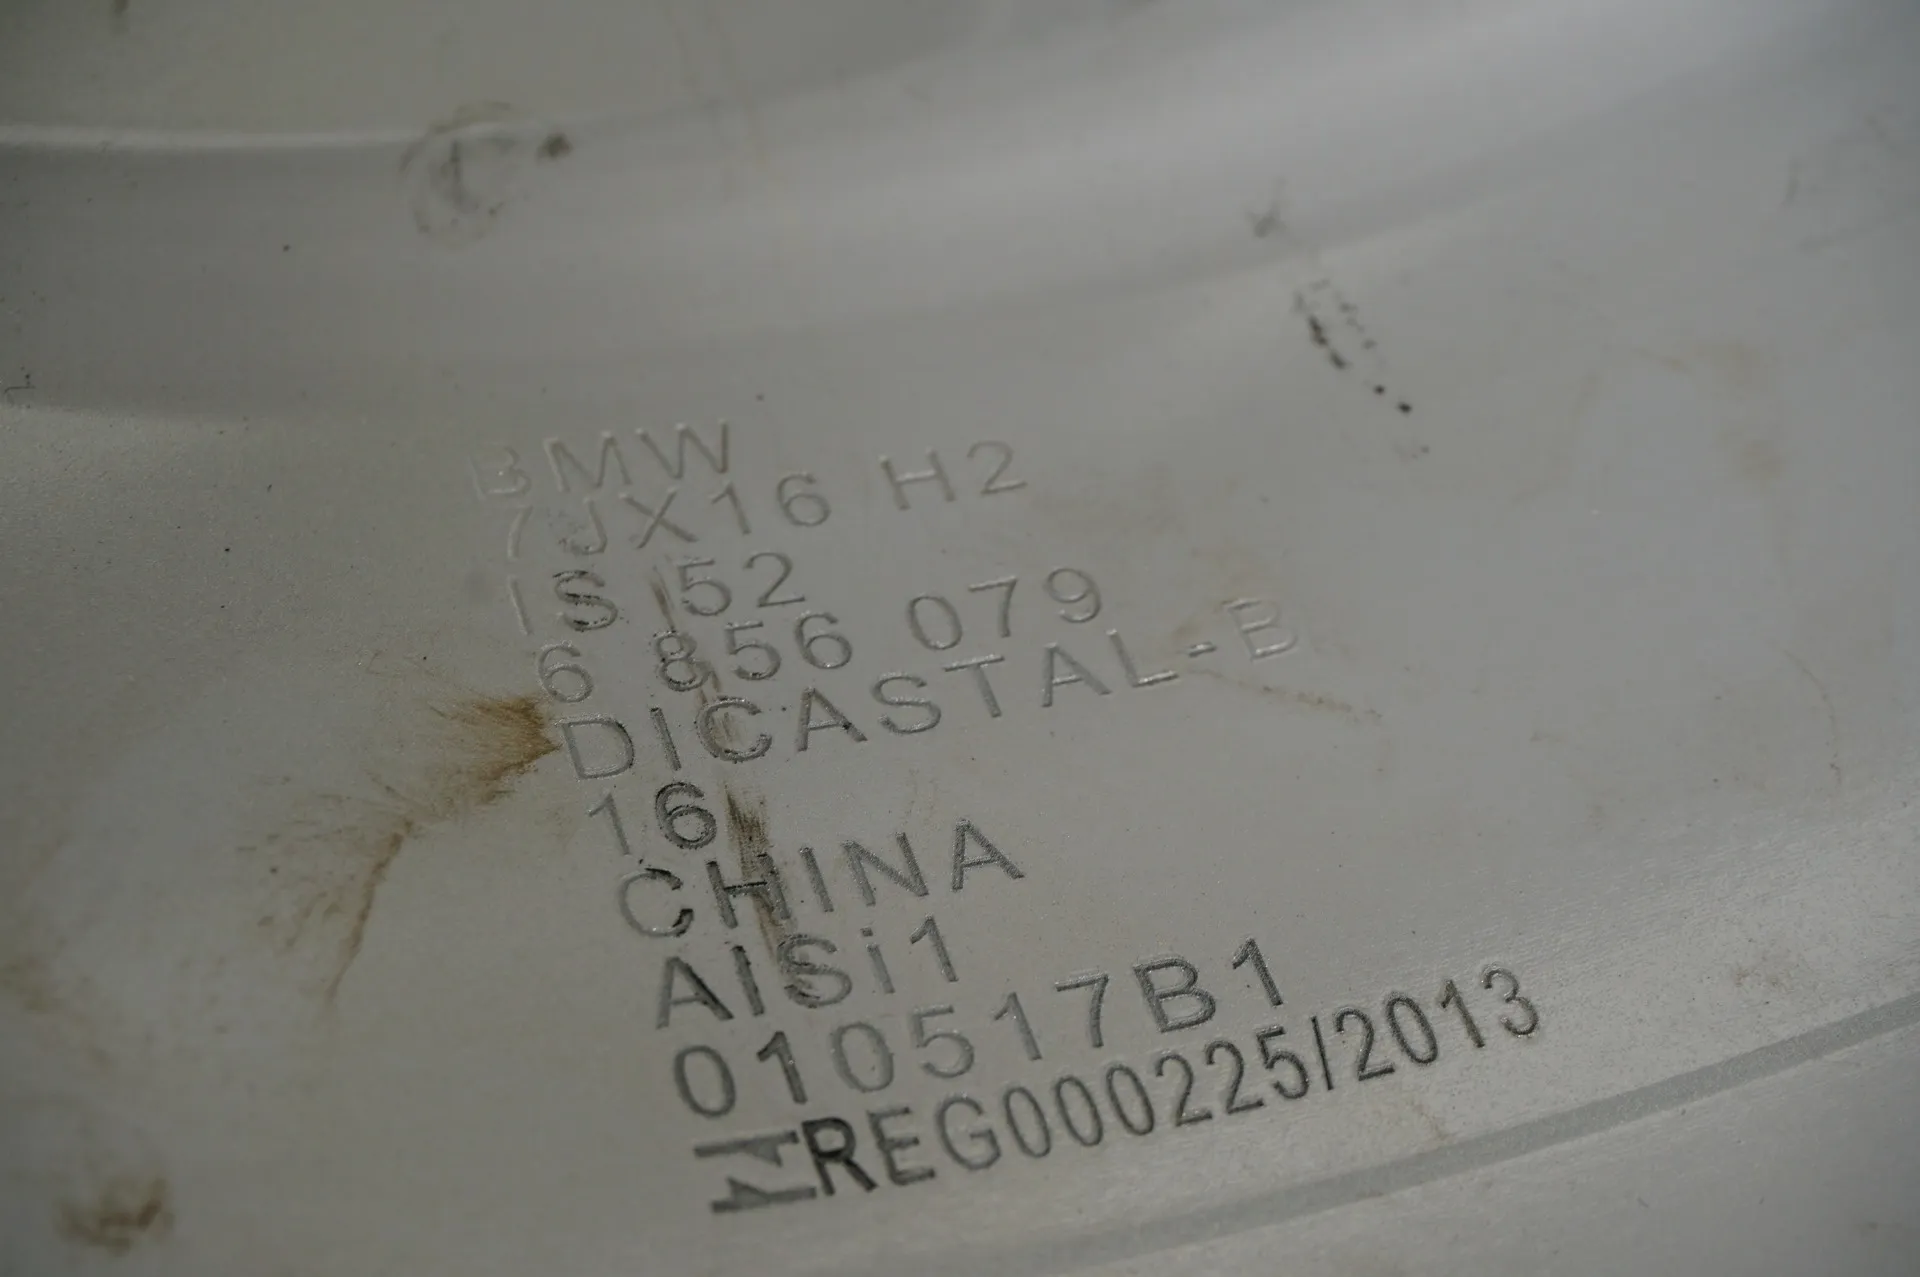 BMW
7JX16 H2
IS 52
6 856 079
DICASTAL-B
16
CHINA
AlSi1
010517B1
REG000225/2013